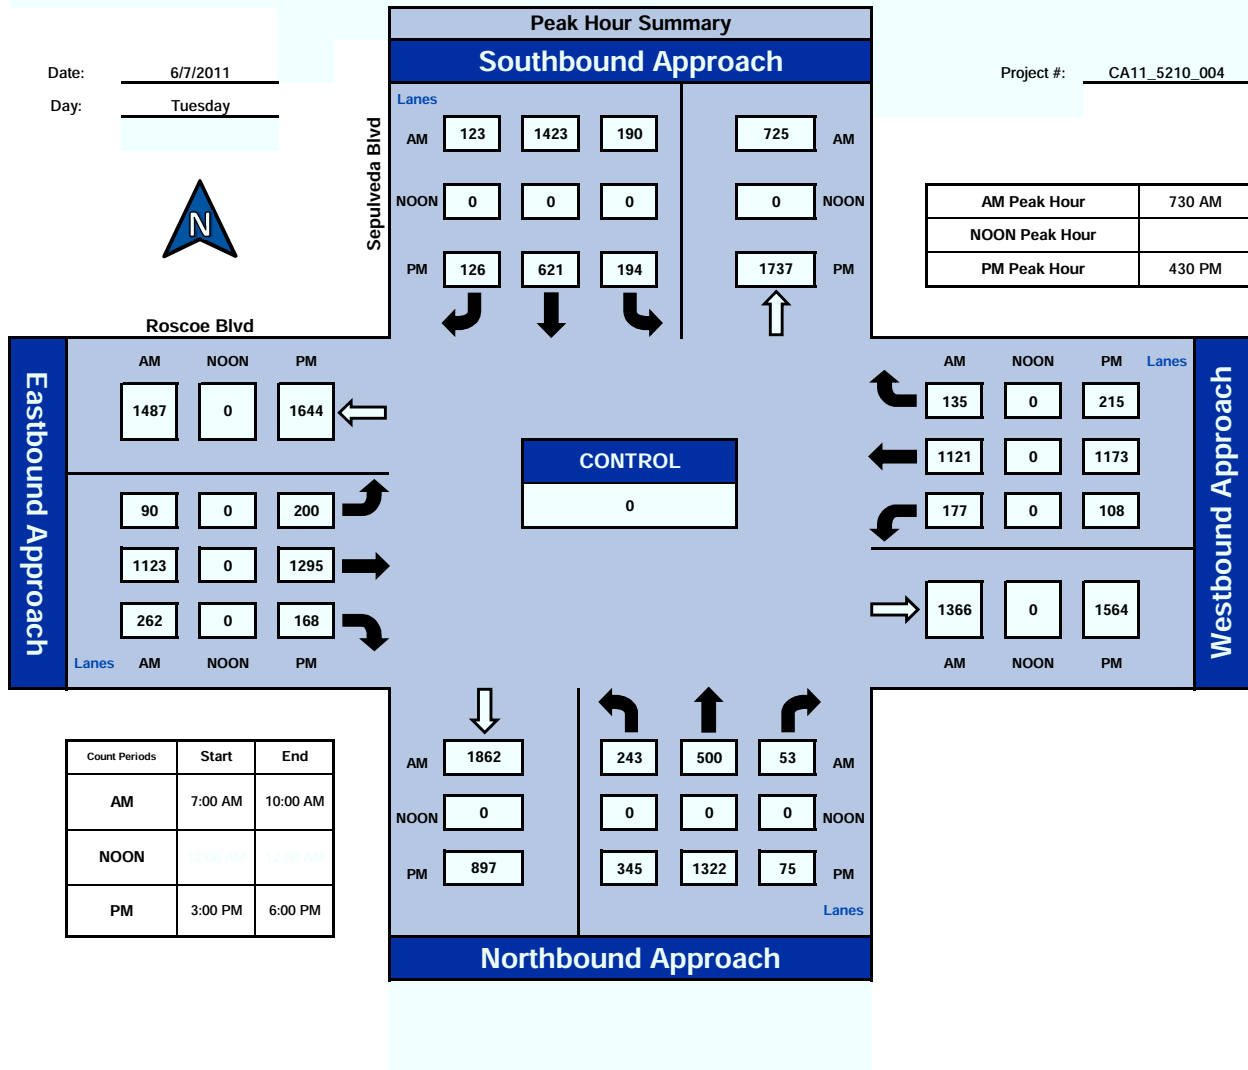 Peak Hour Summary
Southbound Approach
Date: 6/7/2011
Project #: CA11_5210_004
Day: Tuesday
Lanes
Sepulveda Blvd
AM 123 1423 190 725 AM
NOON 0 0 0 0 NOON
PM 126 621 194 1737 PM
N
AM Peak Hour 730 AM
NOON Peak Hour
PM Peak Hour 430 PM
Roscoe Blvd
Eastbound Approach
AM NOON PM
1487 0 1644
90 0 200
1123 0 1295
262 0 168
Lanes AM NOON PM
CONTROL
0
AM NOON PM Lanes
135 0 215
1121 0 1173
177 0 108
1366 0 1564
AM NOON PM
Westbound Approach
AM 1862 243 500 53 AM
NOON 0 0 0 0 NOON
PM 897 345 1322 75 PM
Lanes
Northbound Approach
Count Periods Start End
AM 7:00 AM 10:00 AM
NOON
PM 3:00 PM 6:00 PM